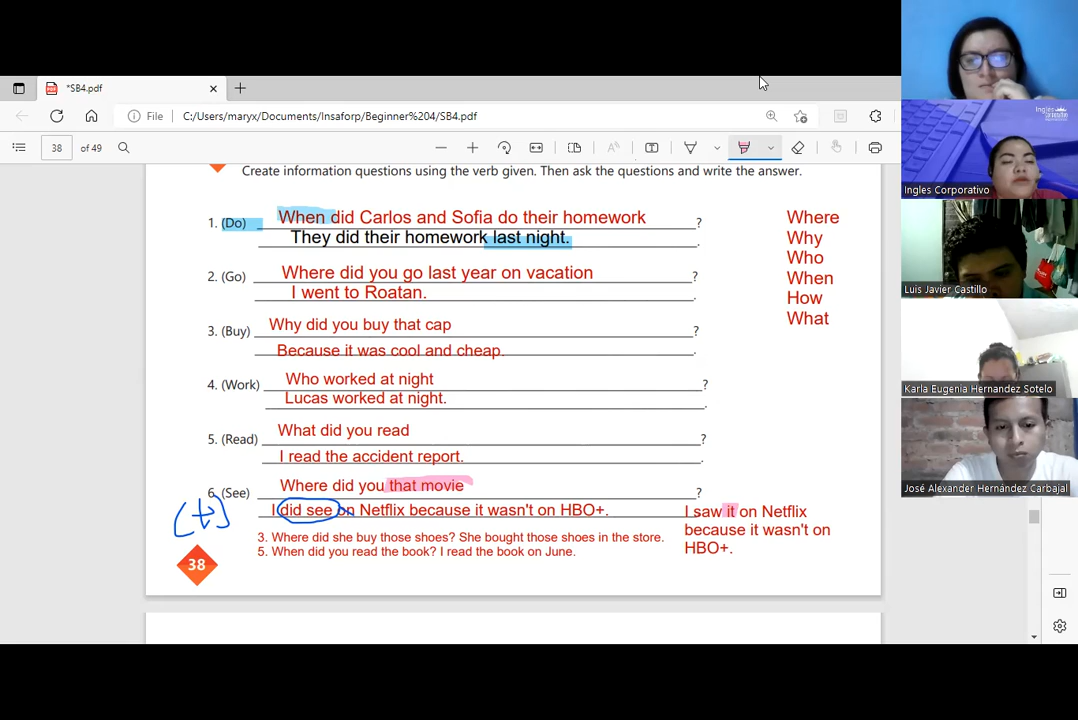 *SB4.pdf
File C:/Users/maryx/Documents/Insaforp/Beginner%204/SB4.pdf
38 of 49
Create information questions using the verb given. Then ask the questions and write the answer.
1. (Do) When did Carlos and Sofia do their homework ?
They did their homework last night. .
2. (Go) Where did you go last year on vacation ?
I went to Roatan. .
3. (Buy) Why did you buy that cap ?
Because it was cool and cheap. .
4. (Work) Who worked at night ?
Lucas worked at night. .
5. (Read) What did you read ?
I read the accident report. .
6. (See) Where did you that movie ?
(+) I did see on Netflix because it wasn't on HBO+. .
3. Where did she buy those shoes? She bought those shoes in the store.
5. When did you read the book? I read the book on June.
38
Where
Why
Who
When
How
What
I saw it on Netflix
because it wasn't on
HBO+.
Ingles Corporativo
Luis Javier Castillo
Karla Eugenia Hernandez Sotelo
José Alexander Hernández Carbajal